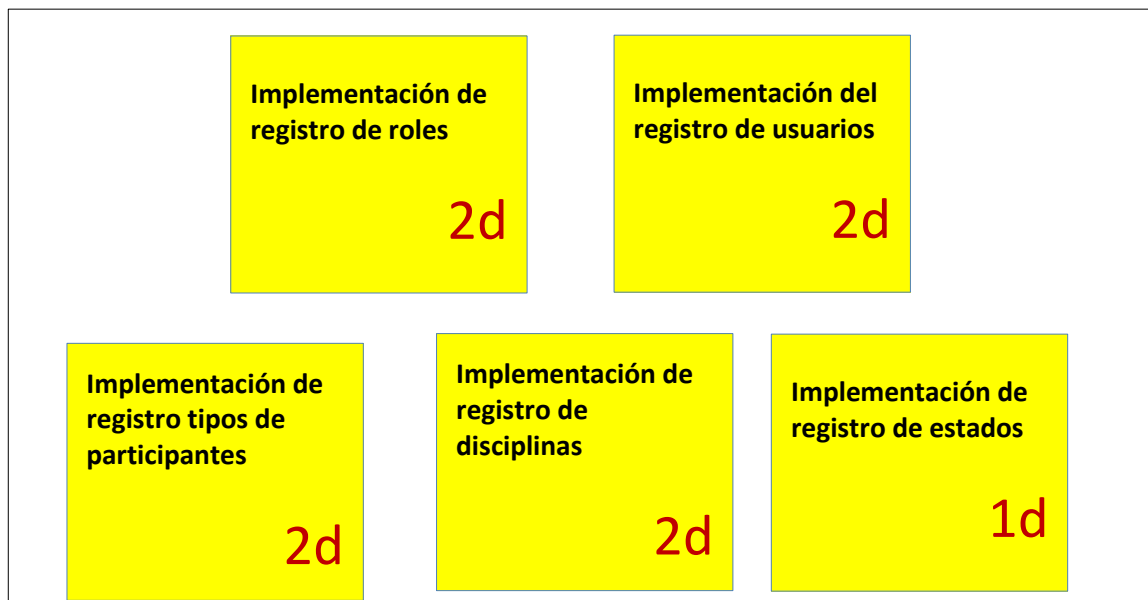 Implementación de
registro de roles
2d
Implementación del
registro de usuarios
2d
Implementación de
registro tipos de
participantes
2d
Implementación de
registro de
disciplinas
2d
Implementación de
registro de estados
1d